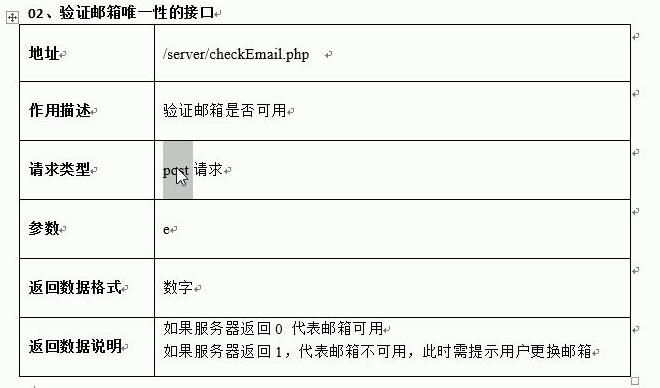 02、验证邮箱唯一性的接口
地址 /server/checkEmail.php
作用描述 验证邮箱是否可用
请求类型 post 请求
参数 e
返回数据格式 数字
返回数据说明 如果服务器返回 0 代表邮箱可用
如果服务器返回 1，代表邮箱不可用，此时需提示用户更换邮箱